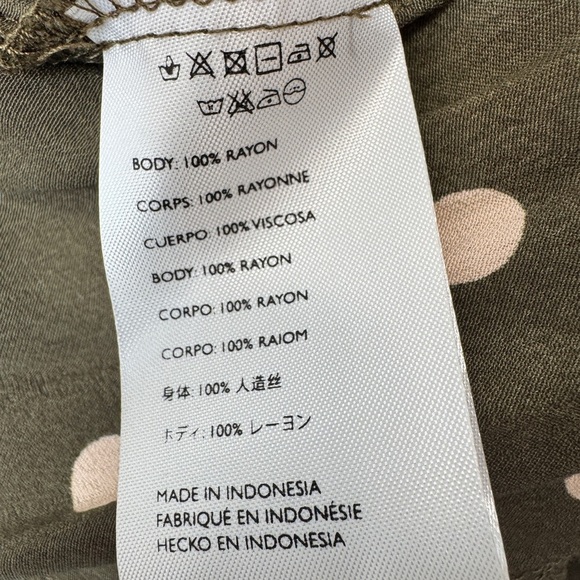 BODY: 100% RAYON
CORPS: 100% RAYONNE
CUERPO: 100% VISCOSA
BODY: 100% RAYON
CORPO: 100% RAYON
CORPO: 100% RAIOM
身体: 100% 人造丝
ホディ: 100% レーヨン
MADE IN INDONESIA
FABRIQUÉ EN INDONÉSIE
HECKO EN INDONESIA